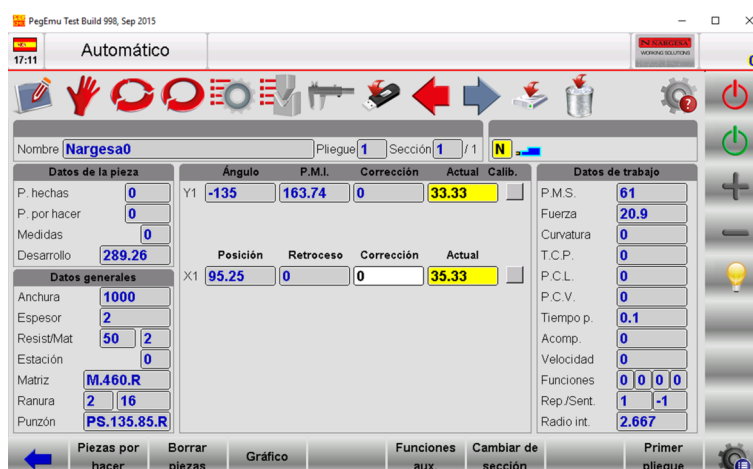 PegEmu Test Build 998, Sep 2015
17:11 Automático NARGESA
WORKING SOLUTIONS
Nombre Nargesa0 Pliegue 1 Sección 1 / 1 N
Datos de la pieza
P. hechas 0
P. por hacer 0
Medidas 0
Desarrollo 289.26
Datos generales
Anchura 1000
Espesor 2
Resist/Mat 50 2
Estación 0
Matriz M.460.R
Ranura 2 16
Punzón PS.135.85.R
Ángulo P.M.I. Corrección Actual Calib.
Y1 -135 163.74 0 33.33
Posición Retroceso Corrección Actual
X1 95.25 0 0 35.33
Datos de trabajo
P.M.S. 61
Fuerza 20.9
Curvatura 0
T.C.P. 0
P.C.L. 0
P.C.V. 0
Tiempo p. 0.1
Acomp. 0
Velocidad 0
Funciones 0 0 0 0
Rep./Sent. 1 -1
Radio int. 2.667
Piezas por hacer
Borrar piezas
Gráfico
Funciones aux.
Cambiar de sección
Primer pliegue